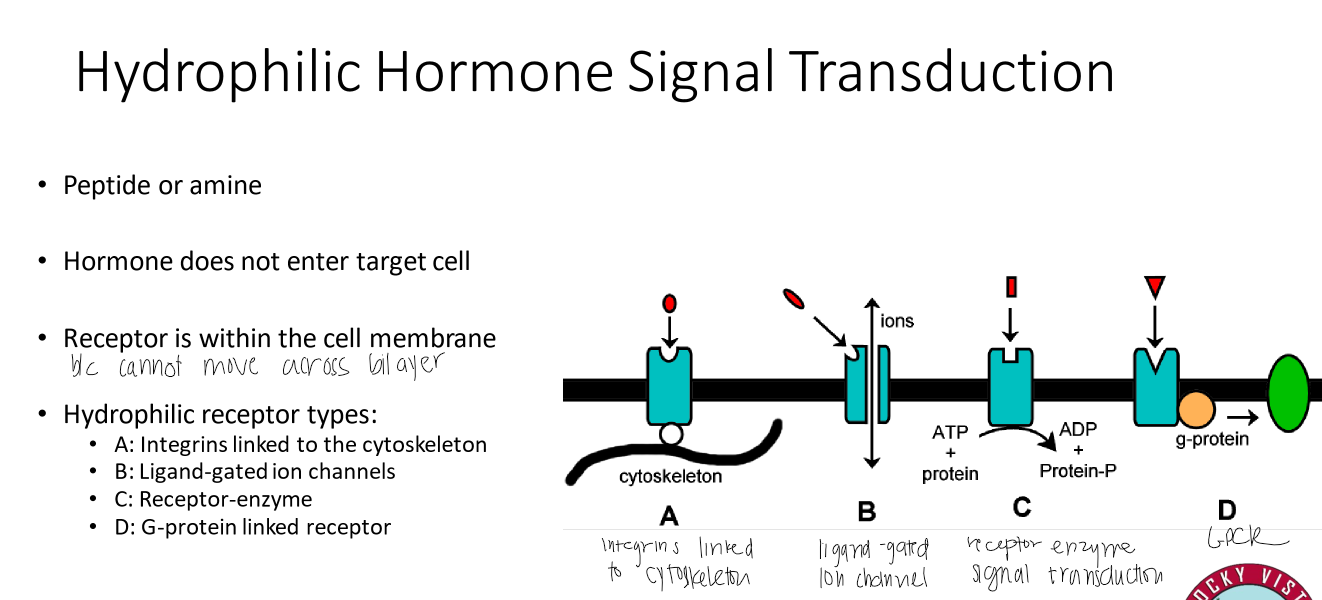 Hydrophilic Hormone Signal Transduction
• Peptide or amine
• Hormone does not enter target cell
• Receptor is within the cell membrane
b/c cannot move across bilayer
• Hydrophilic receptor types:
• A: Integrins linked to the cytoskeleton
• B: Ligand-gated ion channels
• C: Receptor-enzyme
• D: G-protein linked receptor
ions
cytoskeleton
ATP
+
protein
ADP
+
Protein-P
g-protein
A
B
C
D
Integrins linked
to cytoskeleton
ligand-gated
Ion channel
receptor enzyme
signal transduction
GPCR
OCKY VIST